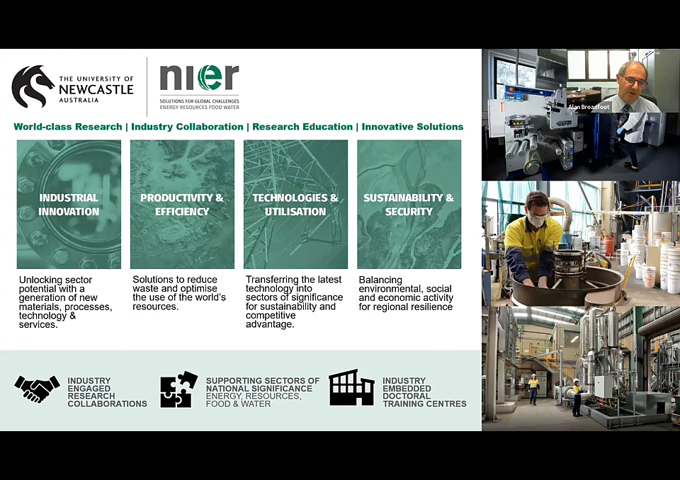 THE UNIVERSITY OF
NEWCASTLE
AUSTRALIA
nier
SOLUTIONS FOR GLOBAL CHALLENGES
ENERGY RESOURCES FOOD WATER
World-class Research | Industry Collaboration | Research Education | Innovative Solutions
INDUSTRIAL
INNOVATION
PRODUCTIVITY &
EFFICIENCY
TECHNOLOGIES &
UTILISATION
SUSTAINABILITY &
SECURITY
Unlocking sector
potential with a
generation of new
materials, processes,
technology &
services.
Solutions to reduce
waste and optimise
the use of the world's
resources.
Transferring the latest
technology into
sectors of significance
for sustainability and
competitive
advantage.
Balancing
environmental, social
and economic activity
for regional resilience
INDUSTRY
ENGAGED
RESEARCH
COLLABORATIONS
SUPPORTING SECTORS OF
NATIONAL SIGNIFICANCE
ENERGY, RESOURCES,
FOOD & WATER
INDUSTRY
EMBEDDED
DOCTORAL
TRAINING CENTRES
Alan Broadfoot